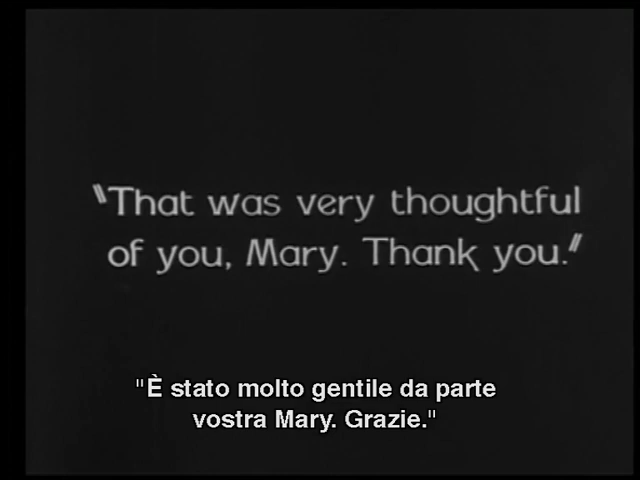 "That was very thoughtful
of you, Mary. Thank you."
"È stato molto gentile da parte
vostra Mary. Grazie."